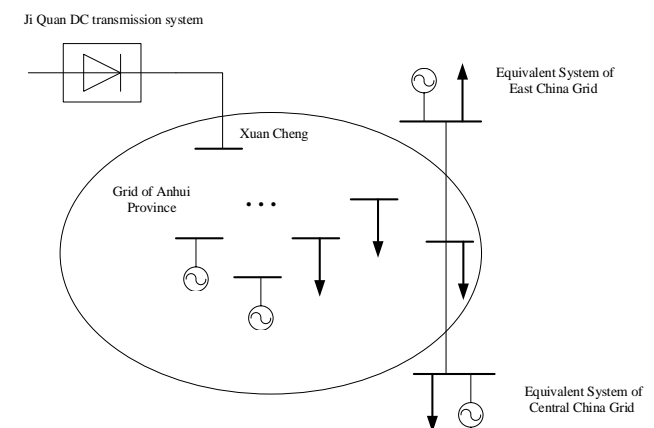 Ji Quan DC transmission system
Equivalent System of
East China Grid
Xuan Cheng
Grid of Anhui
Province
...
Equivalent System of
Central China Grid